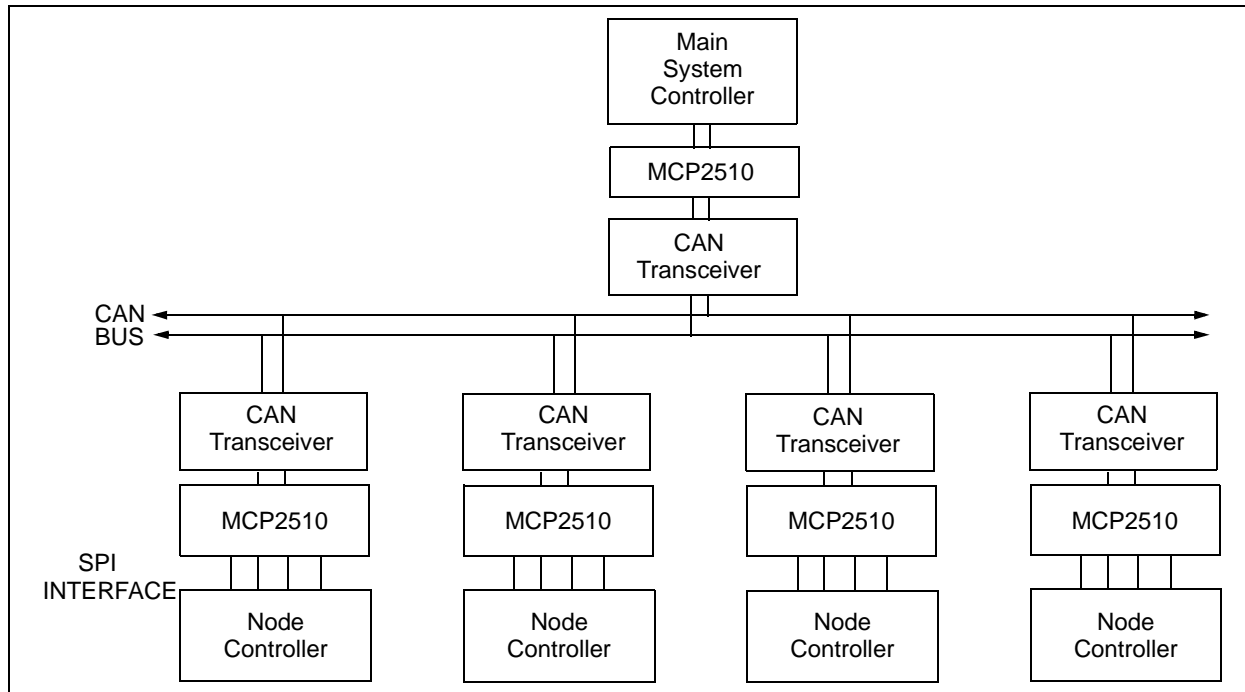 Main
System
Controller
MCP2510
CAN
Transceiver
CAN
BUS
CAN
Transceiver
CAN
Transceiver
CAN
Transceiver
CAN
Transceiver
MCP2510
MCP2510
MCP2510
MCP2510
SPI
INTERFACE
Node
Controller
Node
Controller
Node
Controller
Node
Controller